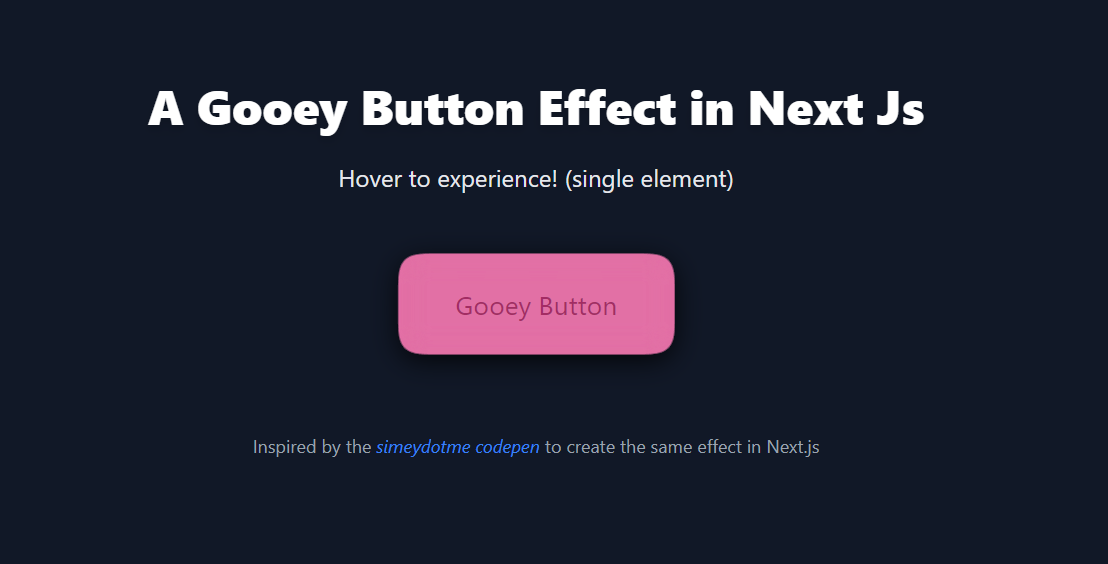 A Gooey Button Effect in Next Js
Hover to experience! (single element)
Gooey Button
Inspired by the simeydotme codepen to create the same effect in Next.js